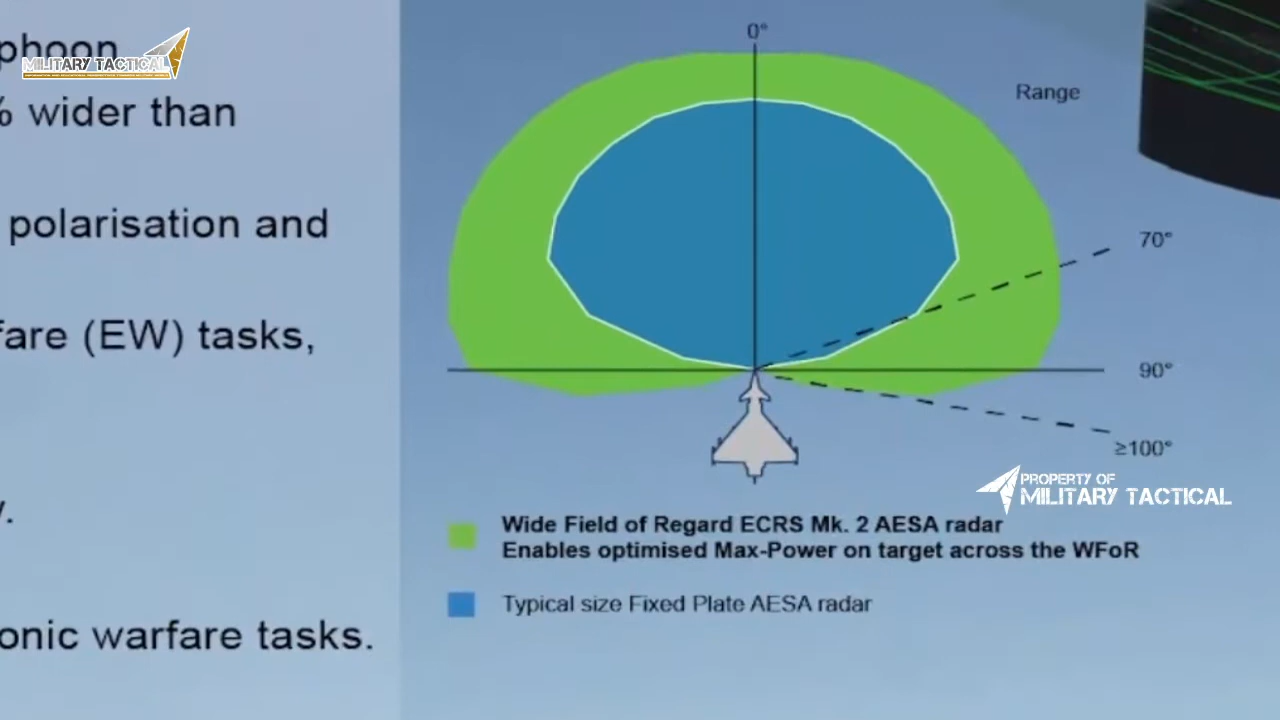 phoon
MILITARY TACTICAL
% wider than
polarisation and
fare (EW) tasks,
.
onic warfare tasks.
0°
Range
70°
90°
≥100°
PROPERTY OF
MILITARY TACTICAL
Wide Field of Regard ECRS Mk. 2 AESA radar
Enables optimised Max-Power on target across the WFoR
Typical size Fixed Plate AESA radar